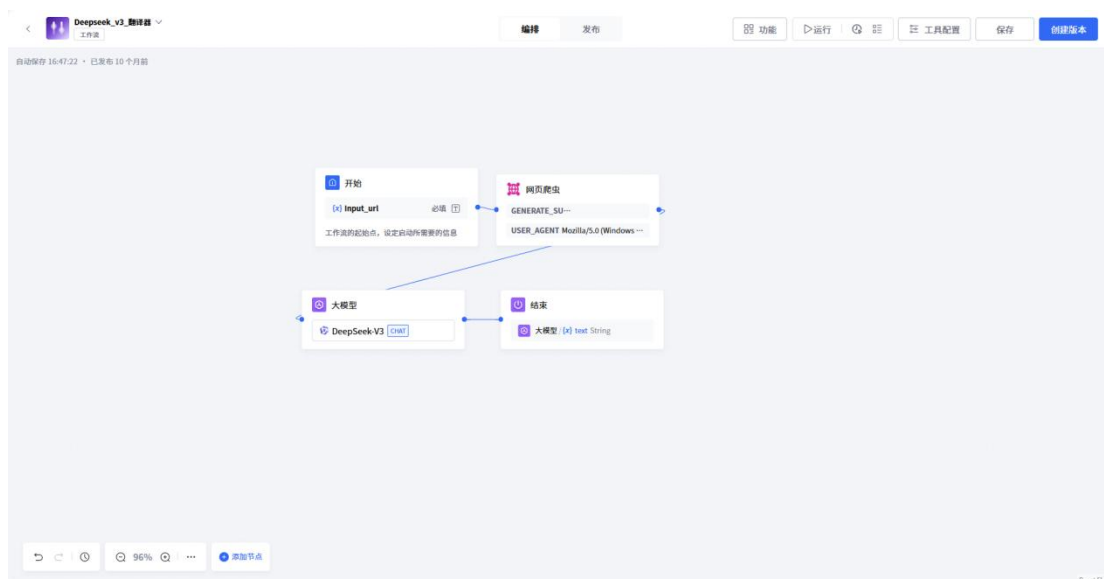 Deepseek_v3_翻译器
工作流
编排
发布
功能
运行
工具配置
保存
创建版本
自动保存 16:47:22 · 已发布 10 个月前
开始
{x} Input_url 必填
工作流的起始点，设定启动所需要的信息
网页爬虫
GENERATE_SU···
USER_AGENT Mozilla/5.0 (Windows ···
大模型
DeepSeek-V3 CHAT
结束
大模型 / {x} text String
96%
添加节点